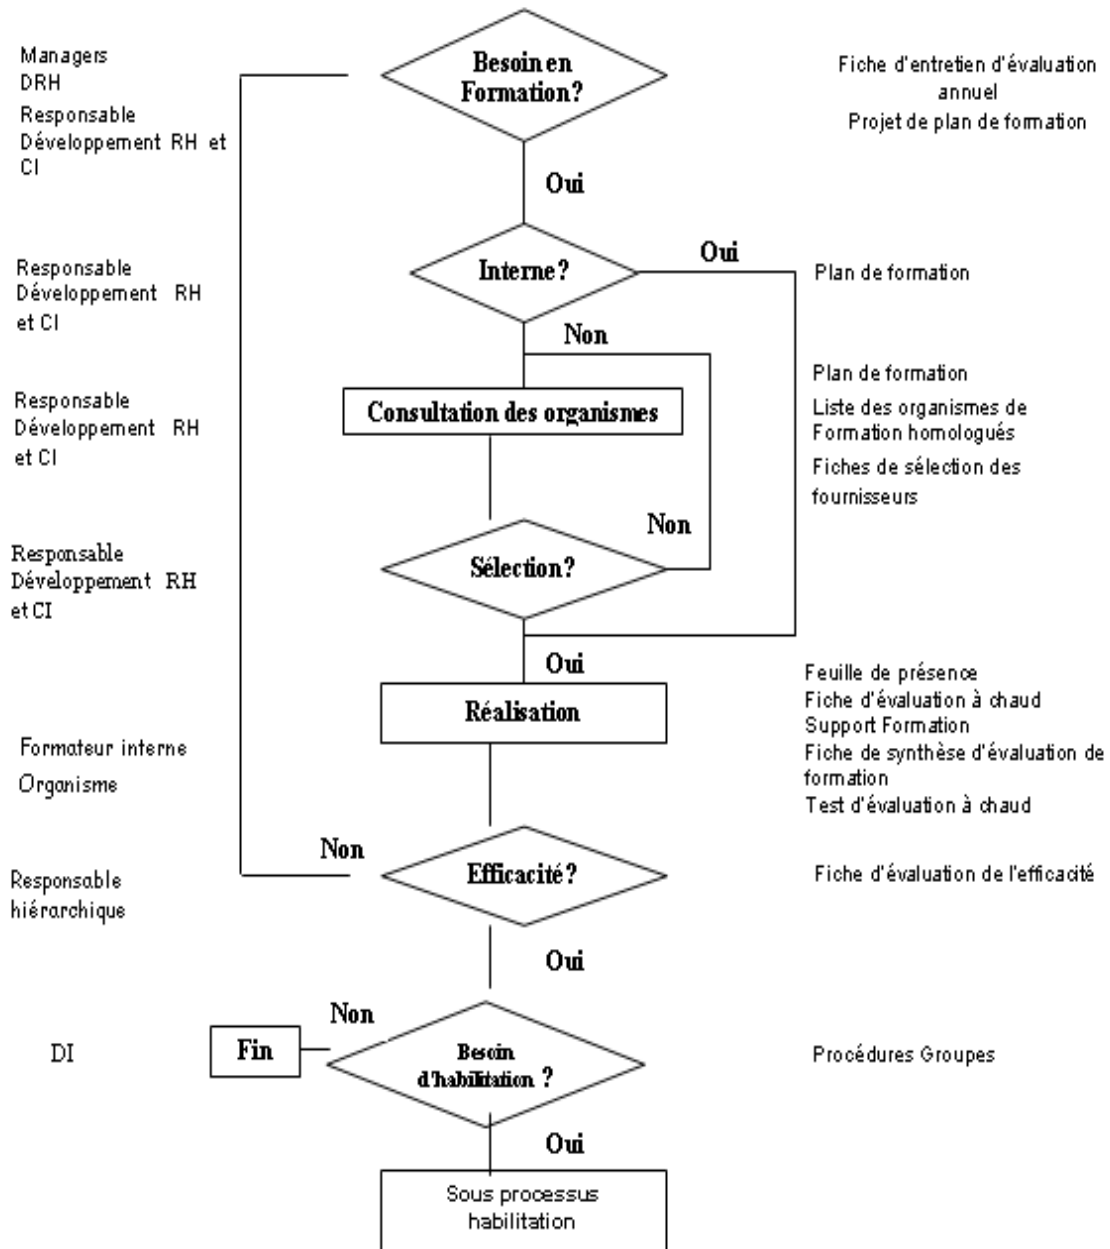 Managers
DRH
Responsable
Développement RH et
CI
Besoin en
Formation?
Fiche d'entretien d'évaluation
annuel
Projet de plan de formation
Oui
Responsable
Développement RH
et CI
Interne?
Oui
Plan de formation
Non
Responsable
Développement RH
et CI
Consultation des organismes
Plan de formation
Liste des organismes de
Formation homologués
Fiches de sélection des
fournisseurs
Non
Responsable
Développement RH
et CI
Sélection?
Oui
Réalisation
Feuille de présence
Fiche d'évaluation à chaud
Support Formation
Fiche de synthèse d'évaluation de
formation
Test d'évaluation à chaud
Formateur interne
Organisme
Non
Responsable
hiérarchique
Efficacité?
Fiche d'évaluation de l'efficacité
Oui
Non
DI
Fin
Besoin
d'habilitation ?
Procédures Groupes
Oui
Sous processus
habilitation